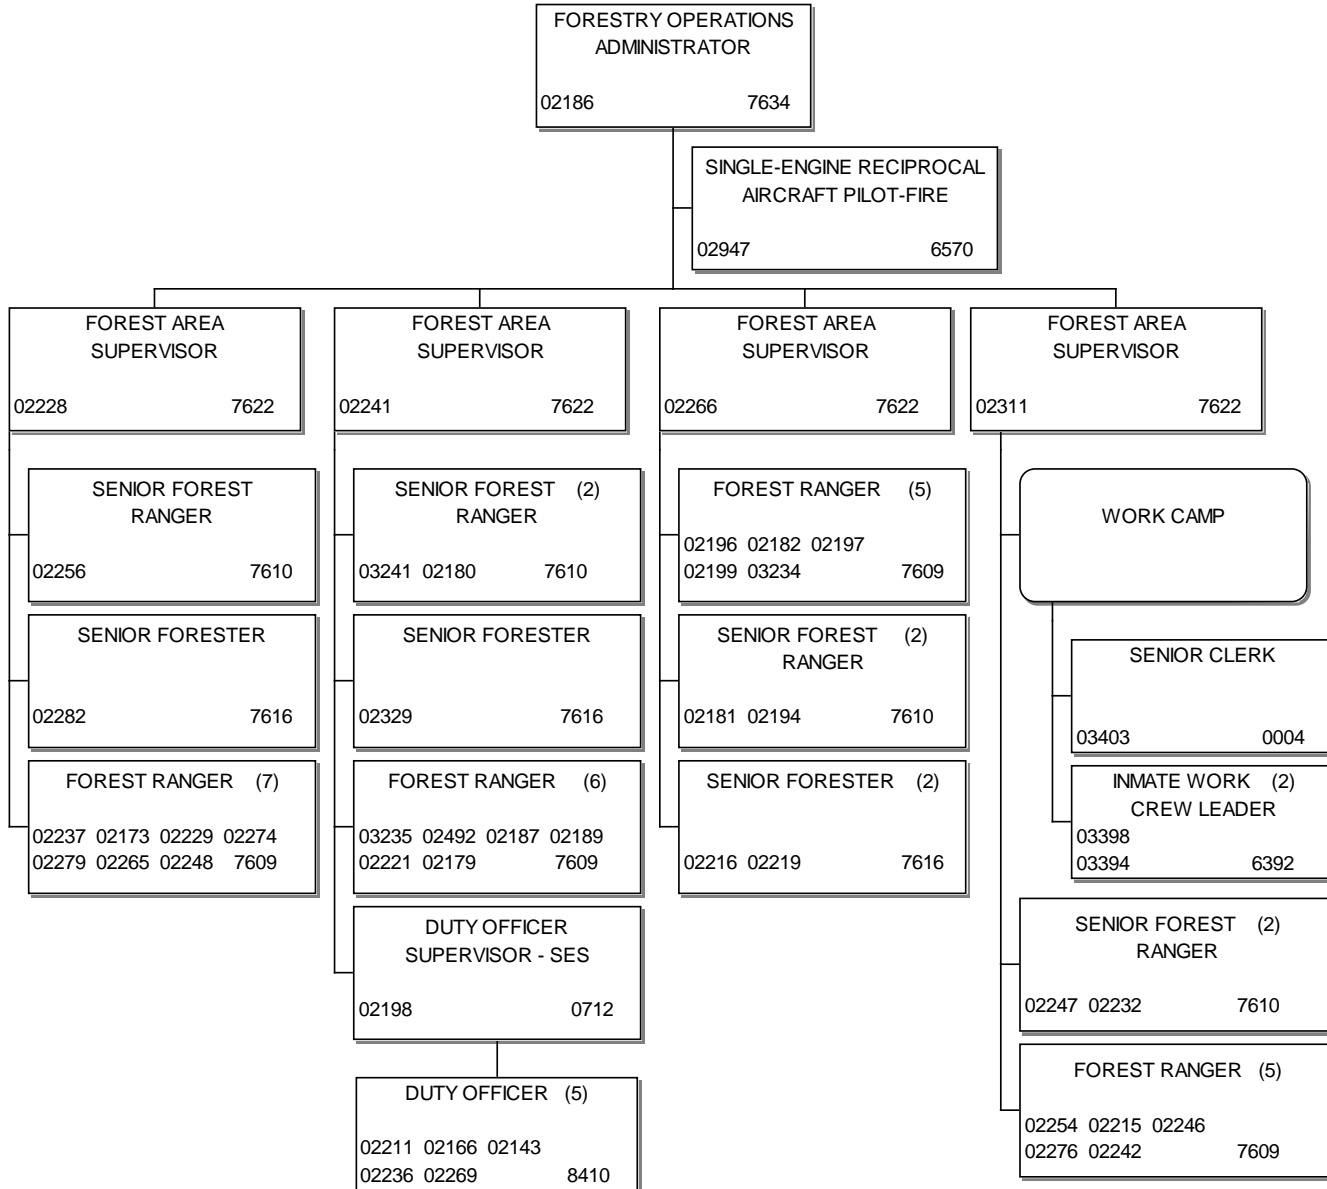 FORESTRY OPERATIONS
ADMINISTRATOR
02186 7634
SINGLE-ENGINE RECIPROCAL
AIRCRAFT PILOT-FIRE
02947 6570
FOREST AREA
SUPERVISOR
02228 7622
SENIOR FOREST
RANGER
02256 7610
SENIOR FORESTER
02282 7616
FOREST RANGER (7)
02237 02173 02229 02274
02279 02265 02248 7609
FOREST AREA
SUPERVISOR
02241 7622
SENIOR FOREST (2)
RANGER
03241 02180 7610
SENIOR FORESTER
02329 7616
FOREST RANGER (6)
03235 02492 02187 02189
02221 02179 7609
DUTY OFFICER
SUPERVISOR - SES
02198 0712
DUTY OFFICER (5)
02211 02166 02143
02236 02269 8410
FOREST AREA
SUPERVISOR
02266 7622
FOREST RANGER (5)
02196 02182 02197
02199 03234 7609
SENIOR FOREST (2)
RANGER
02181 02194 7610
SENIOR FORESTER (2)
02216 02219 7616
FOREST AREA
SUPERVISOR
02311 7622
WORK CAMP
SENIOR CLERK
03403 0004
INMATE WORK (2)
CREW LEADER
03398
03394 6392
SENIOR FOREST (2)
RANGER
02247 02232 7610
FOREST RANGER (5)
02254 02215 02246
02276 02242 7609